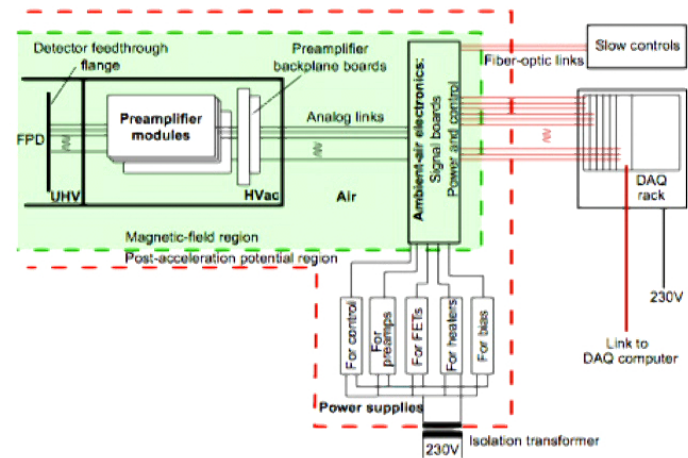 Detector feedthrough
flange
Preamplifier
backplane boards
Slow controls
Fiber-optic links
Preamplifier
modules
Analog links
FPD
UHV
HVac
Air
Ambient-air electronics:
Signal boards
Power and control
DAQ
rack
Magnetic-field region
Post-acceleration potential region
230V
Link to
DAQ computer
For control
For
preamps
For FETs
For heaters
For bias
Power supplies
Isolation transformer
230V